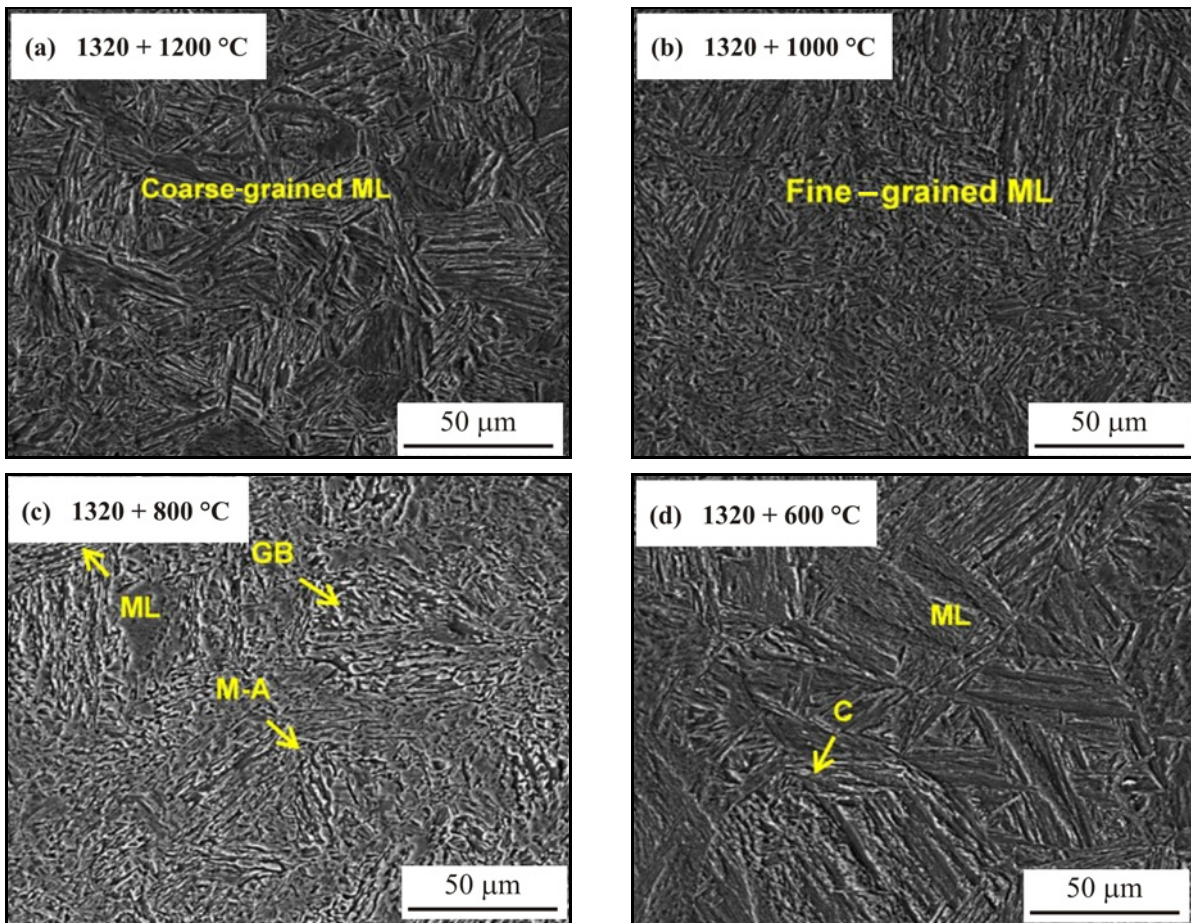 (a) 1320 + 1200 °C
Coarse-grained ML
50 µm
(b) 1320 + 1000 °C
Fine – grained ML
50 µm
(c) 1320 + 800 °C
GB
ML
M-A
50 µm
(d) 1320 + 600 °C
ML
C
50 µm